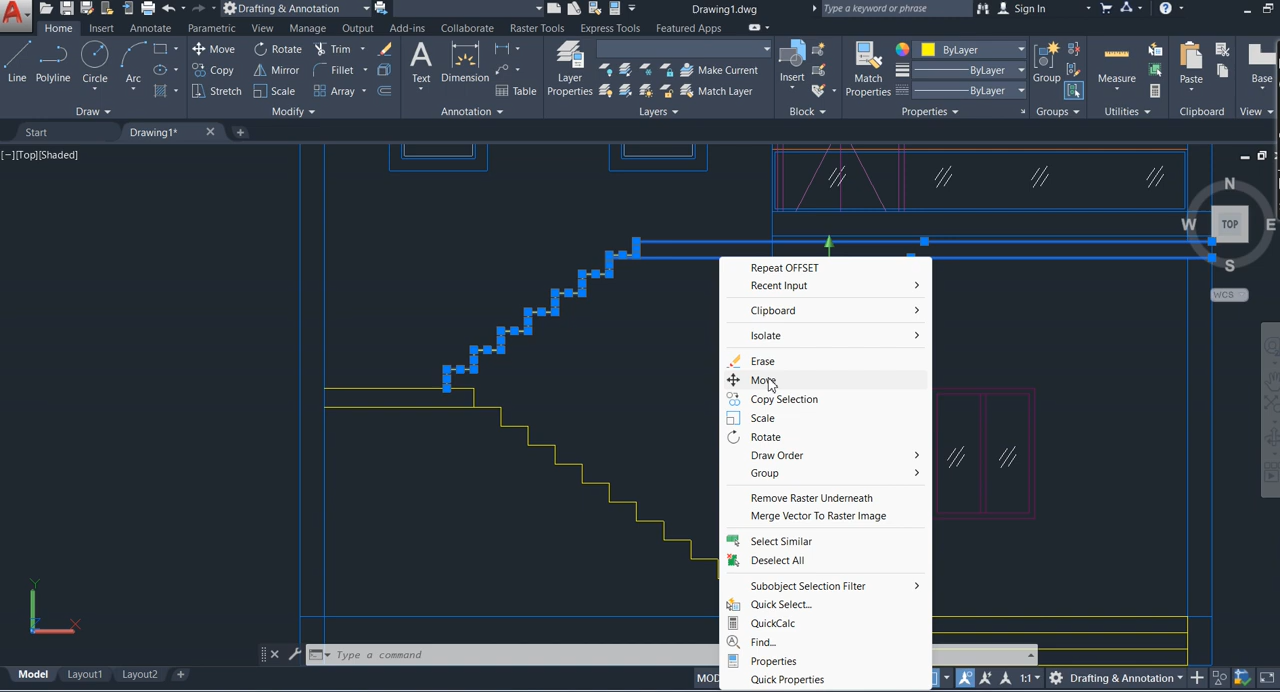 Drafting & Annotation Drawing1.dwg Type a keyword or phrase Sign In
Home Insert Annotate Parametric View Manage Output Add-ins Collaborate Express Tools Raster Tools Featured Apps
Line Polyline Circle Arc
Move Rotate Trim
Copy Mirror Fillet
Stretch Scale Array
Text Dimension Table
Layer Properties Make Current
Match Layer
Insert
Match Properties
ByLayer
ByLayer
ByLayer
Group Measure Paste Base
Draw Modify Annotation Layers Block Properties Groups Utilities Clipboard View
Start Drawing1*
[−][Top][Shaded]
N
W TOP E
S
WCS
Repeat OFFSET
Recent Input
Clipboard
Isolate
Erase
Move
Copy Selection
Scale
Rotate
Draw Order
Group
Remove Raster Underneath
Merge Vector To Raster Image
Select Similar
Deselect All
Subobject Selection Filter
Quick Select...
QuickCalc
Find...
Properties
Quick Properties
Y
X
Type a command
Model Layout1 Layout2 1:1 Drafting & Annotation